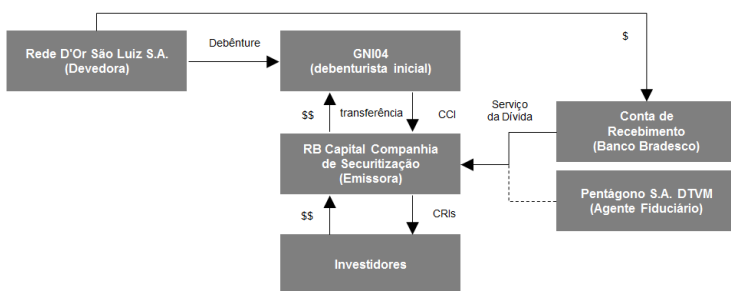 Rede D'Or São Luiz S.A.
(Devedora)
Debênture
GNI04
(debenturista inicial)
$
$$
transferência
CCI
Serviço
da Dívida
Conta de
Recebimento
(Banco Bradesco)
RB Capital Companhia
de Securitização
(Emissora)
Pentágono S.A. DTVM
(Agente Fiduciário)
$$
CRIs
Investidores